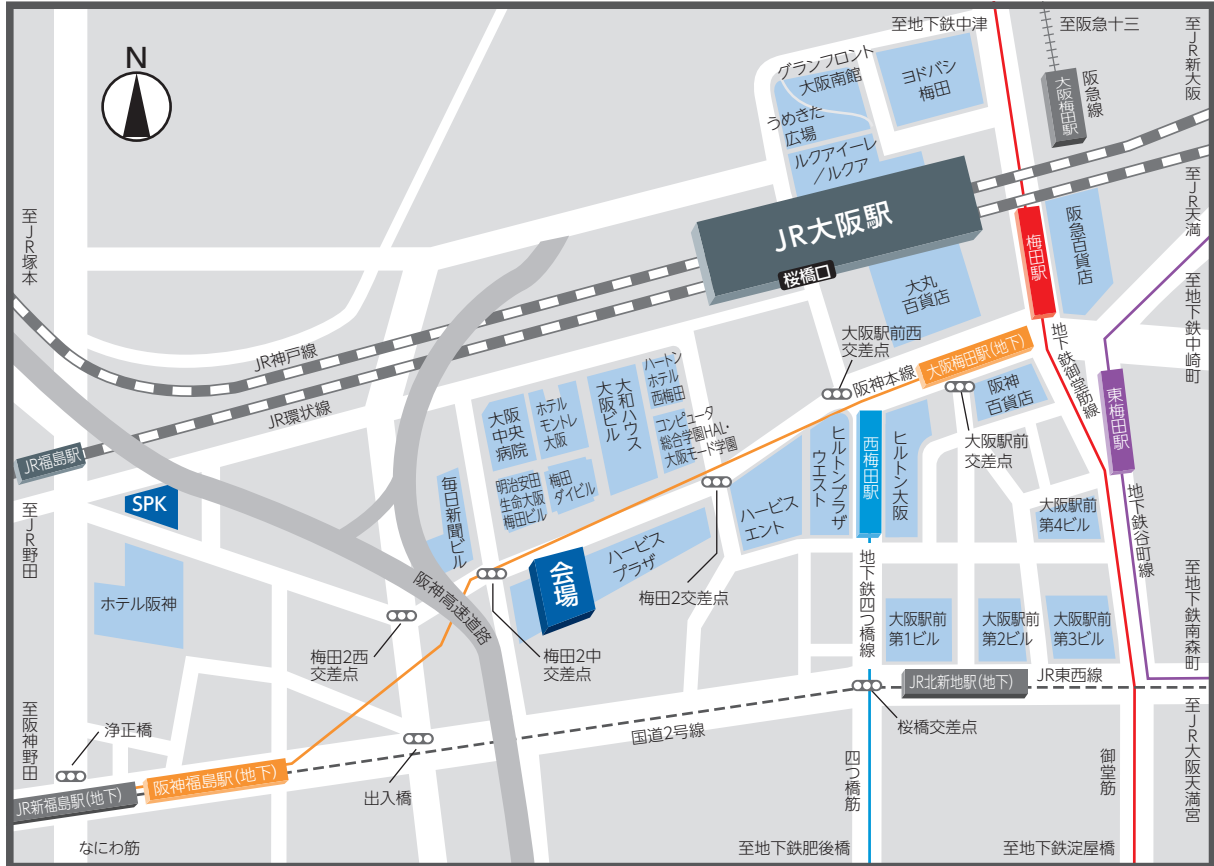 至地下鉄中津
至阪急十三
至JR新大阪
N
グランフロント
大阪南館
ヨドバシ
梅田
大阪梅田駅
阪急線
うめきた
広場
ルクアイーレ
/ルクア
至JR天満
至JR塚本
JR大阪駅
桜橋口
梅田駅
阪急百貨店
大丸
百貨店
至地下鉄中崎町
大阪駅前西
交差点
JR神戸線
阪神本線
大阪梅田駅(地下)
地下鉄御堂筋線
JR環状線
大阪
中央
病院
ホテル
モントレ
大阪
大和ハウス
大阪ビル
ハートン
ホテル
西梅田
コンピュータ
総合学園HAL・
大阪モード学園
阪神
百貨店
東梅田駅
JR福島駅
SPK
毎日新聞ビル
明治安田
生命大阪
梅田ビル
梅田
ダイビル
ハービス
エント
ヒルトンプラザ
ウエスト
西梅田駅
ヒルトン大阪
大阪駅前
交差点
大阪駅前
第4ビル
地下鉄谷町線
至JR野田
ホテル阪神
阪神高速道路
会場
ハービス
プラザ
梅田2交差点
地下鉄四つ橋線
大阪駅前
第1ビル
大阪駅前
第2ビル
大阪駅前
第3ビル
至地下鉄南森町
梅田2西
交差点
梅田2中
交差点
JR北新地駅(地下)
JR東西線
至阪神野田
浄正橋
国道2号線
桜橋交差点
至JR大阪天満宮
JR新福島駅(地下)
阪神福島駅(地下)
出入橋
四つ橋筋
御堂筋
なにわ筋
至地下鉄肥後橋
至地下鉄淀屋橋